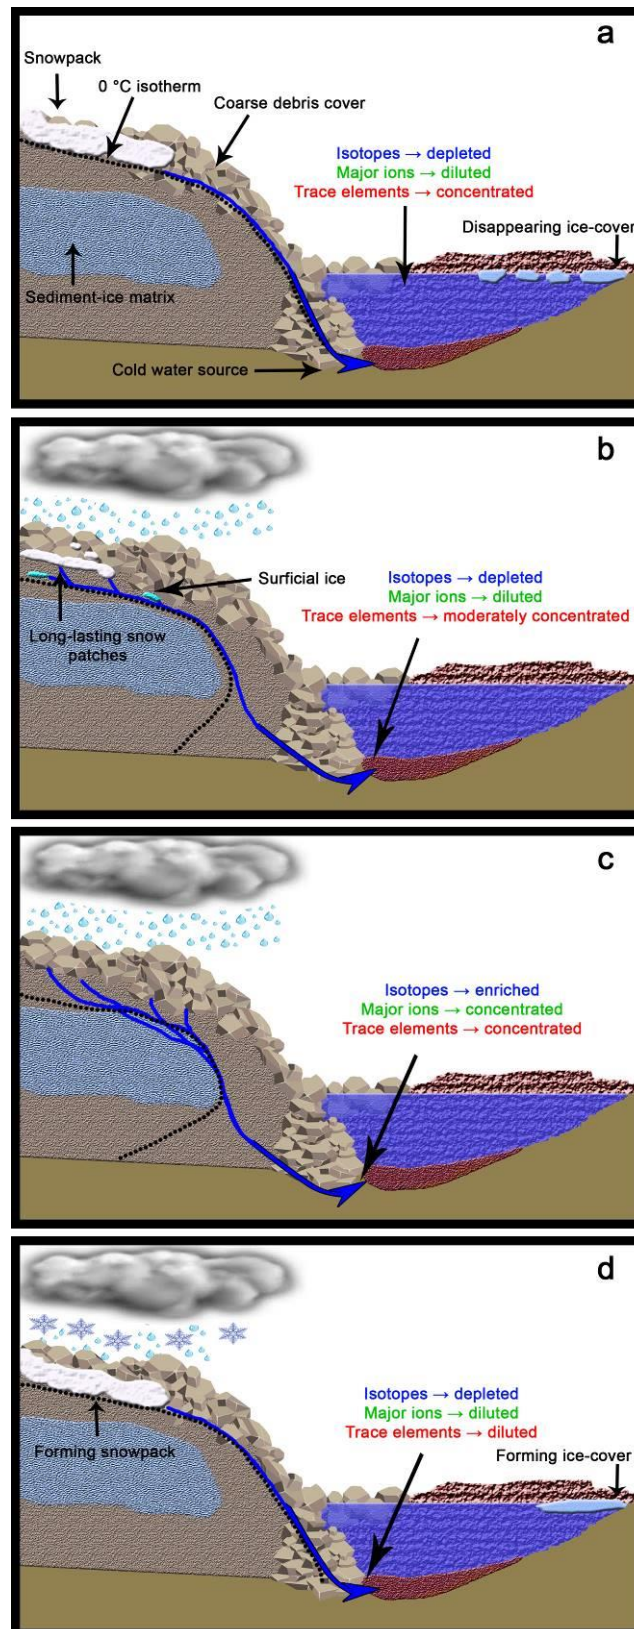 a
Snowpack
0 °C isotherm
Coarse debris cover
Isotopes → depleted
Major ions → diluted
Trace elements → concentrated
Disappearing ice-cover
Sediment-ice matrix
Cold water source
b
Surficial ice
Isotopes → depleted
Major ions → diluted
Trace elements → moderately concentrated
Long-lasting snow
patches
c
Isotopes → enriched
Major ions → concentrated
Trace elements → concentrated
d
Isotopes → depleted
Major ions → diluted
Trace elements → diluted
Forming snowpack
Forming ice-cover